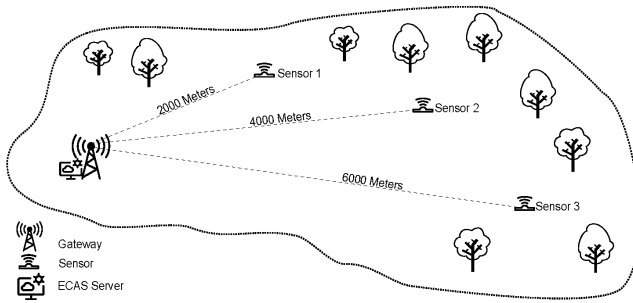 Sensor 1
2000 Meters
Sensor 2
4000 Meters
6000 Meters
Sensor 3
Gateway
Sensor
ECAS Server